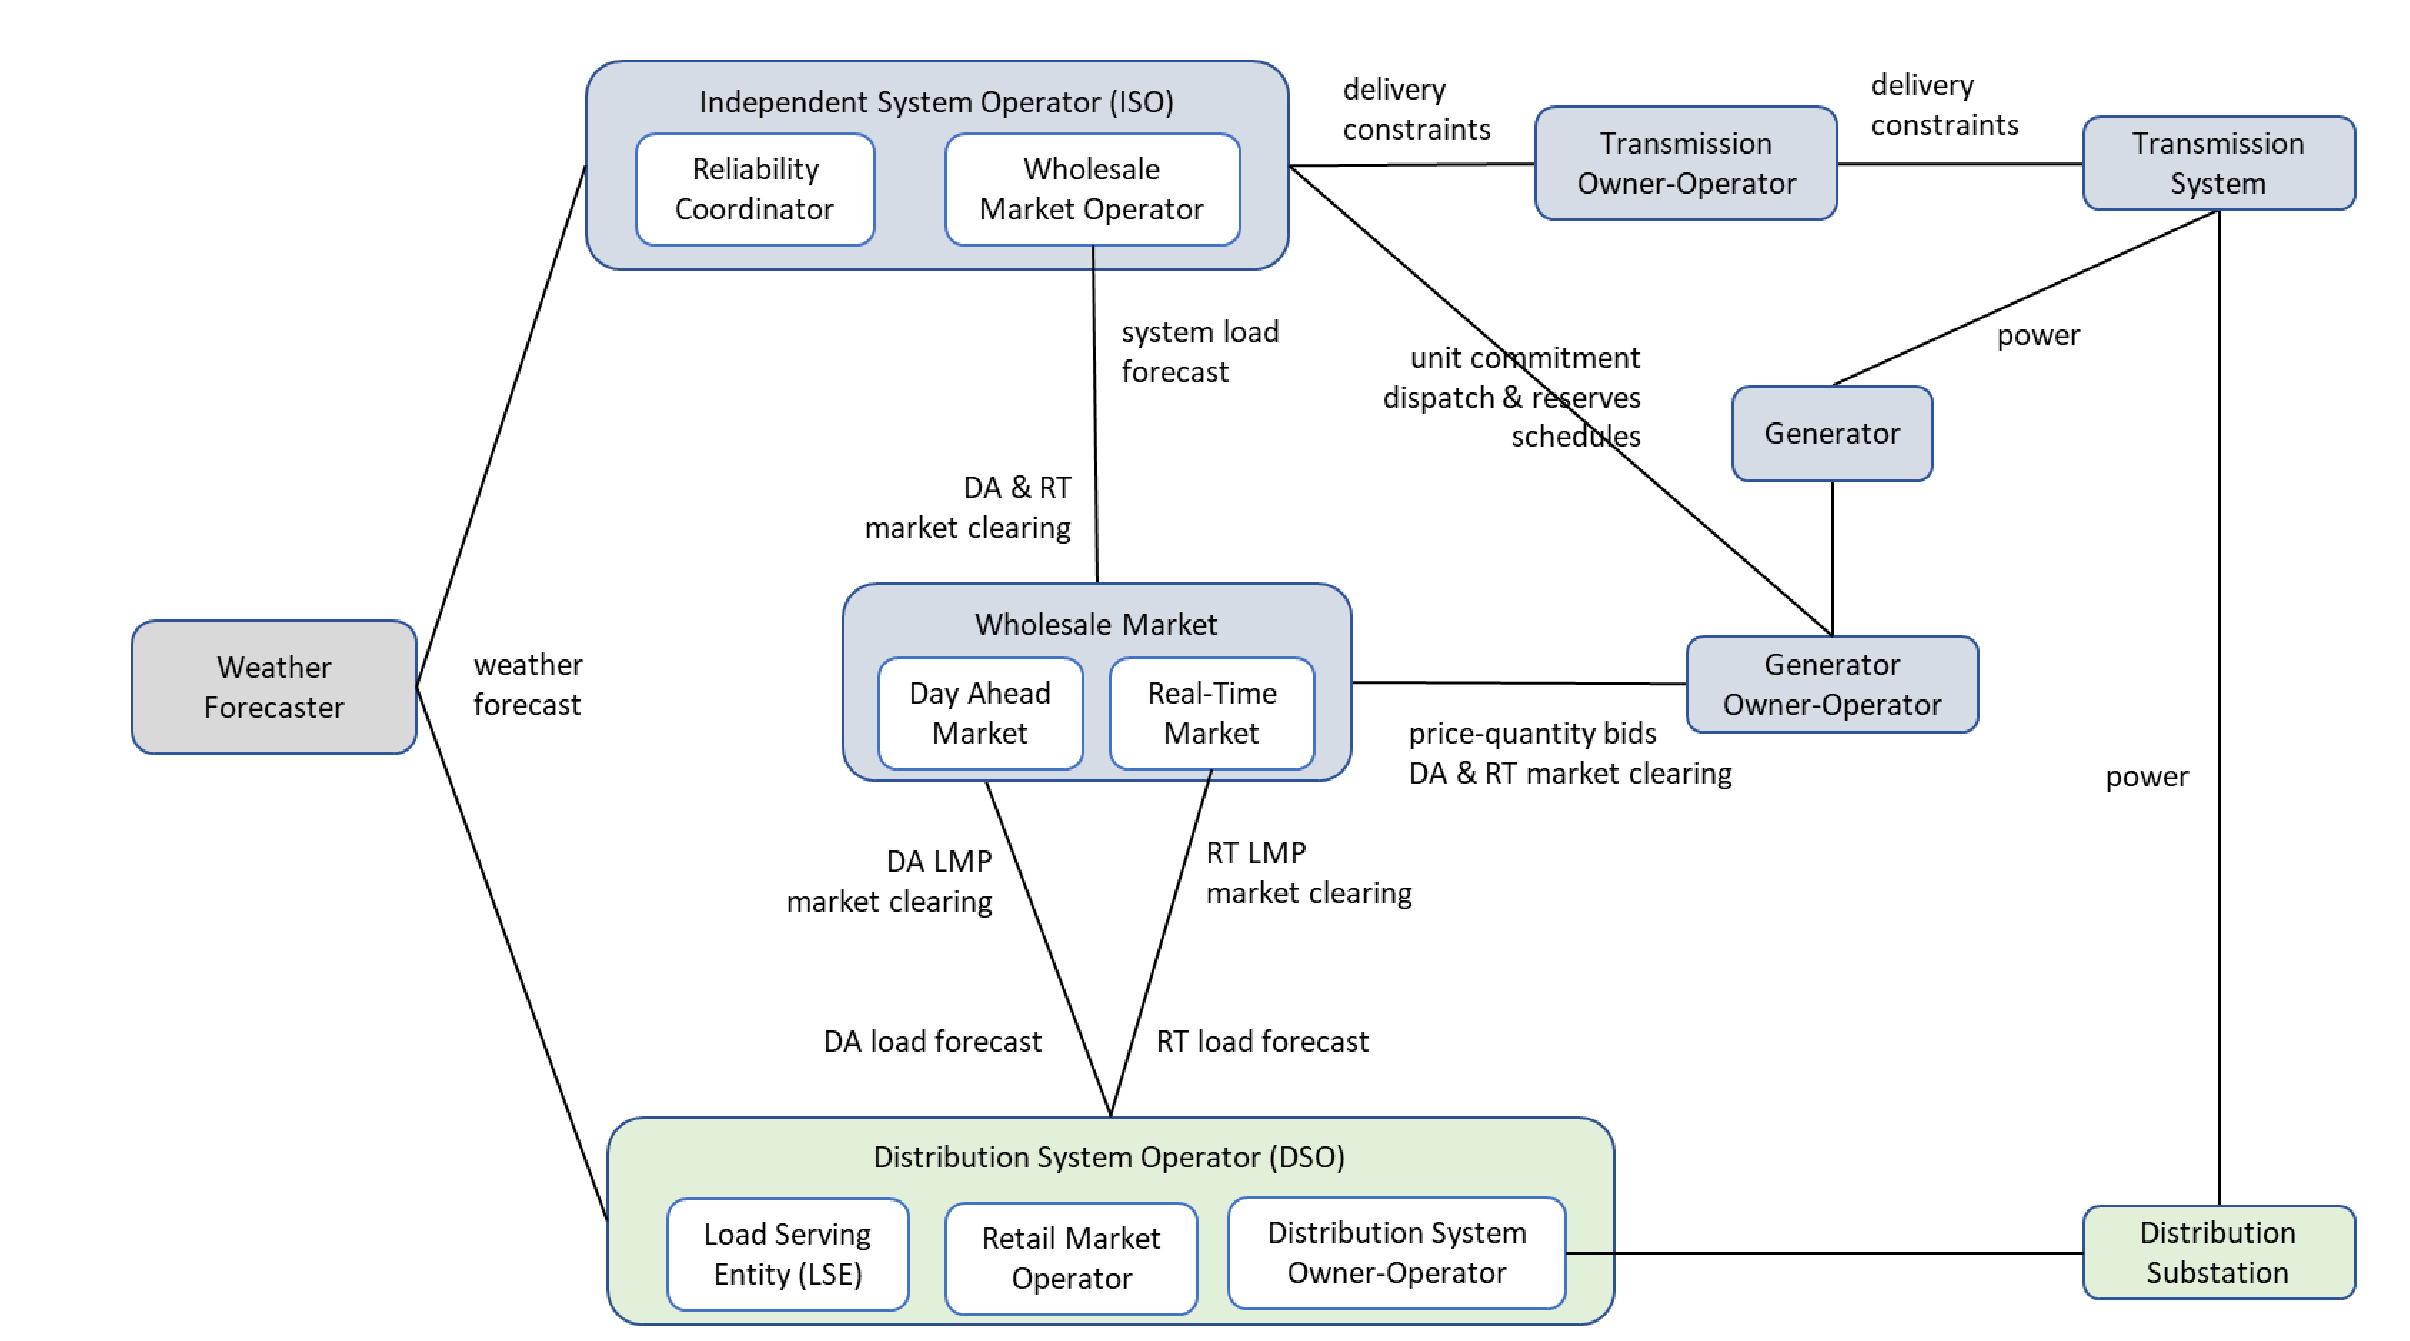 Independent System Operator (ISO)
Reliability
Coordinator
Wholesale
Market Operator
delivery
constraints
Transmission
Owner-Operator
delivery
constraints
Transmission
System
system load
forecast
unit commitment
dispatch & reserves
schedules
power
Generator
DA & RT
market clearing
Wholesale Market
Day Ahead
Market
Real-Time
Market
Weather
Forecaster
weather
forecast
Generator
Owner-Operator
price-quantity bids
DA & RT market clearing
power
DA LMP
market clearing
RT LMP
market clearing
DA load forecast
RT load forecast
Distribution System Operator (DSO)
Load Serving
Entity (LSE)
Retail Market
Operator
Distribution System
Owner-Operator
Distribution
Substation